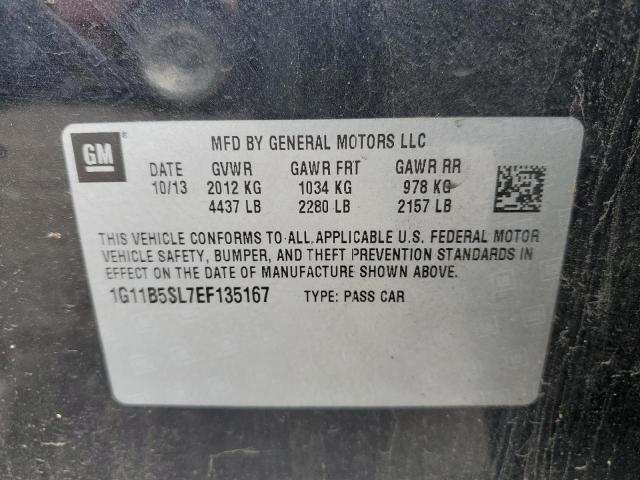 GM®
MFD BY GENERAL MOTORS LLC
DATE GVWR GAWR FRT GAWR RR
10/13 2012 KG 1034 KG 978 KG
4437 LB 2280 LB 2157 LB
THIS VEHICLE CONFORMS TO ALL APPLICABLE U.S. FEDERAL MOTOR
VEHICLE SAFETY, BUMPER, AND THEFT PREVENTION STANDARDS IN
EFFECT ON THE DATE OF MANUFACTURE SHOWN ABOVE.
1G11B5SL7EF135167 TYPE: PASS CAR